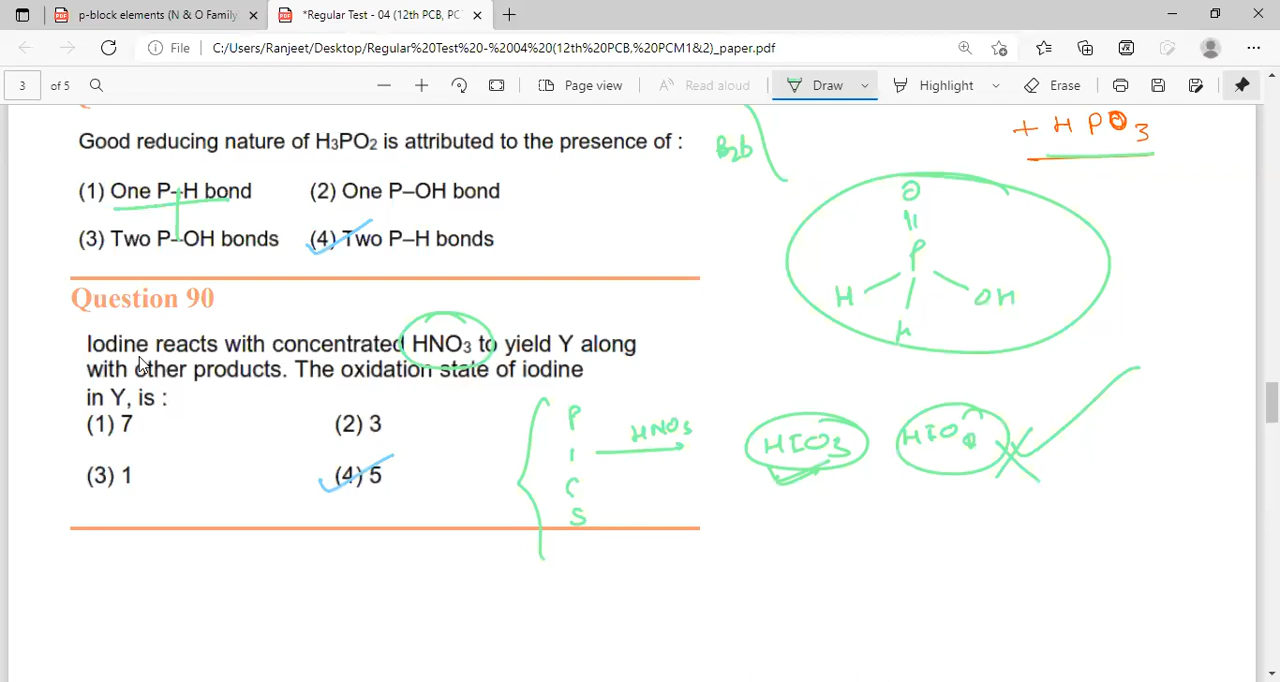 p-block elements (N & O Family
*Regular Test - 04 (12th PCB, PC
File
C:/Users/Ranjeet/Desktop/Regular%20Test%20-%2004%20(12th%20PCB,%20PCM1&2)_paper.pdf
3 of 5
Page view
Read aloud
Draw
Highlight
Erase
Good reducing nature of H₃PO₂ is attributed to the presence of :
(1) One P–H bond (2) One P–OH bond
(3) Two P–OH bonds (4) Two P–H bonds
+ HPO3
O
P
H OH
H
Question 90
Iodine reacts with concentrated HNO₃ to yield Y along
with other products. The oxidation state of iodine
in Y, is :
(1) 7 (2) 3
(3) 1 (4) 5
P
I HNO3 HIO3 HIO4
C
S